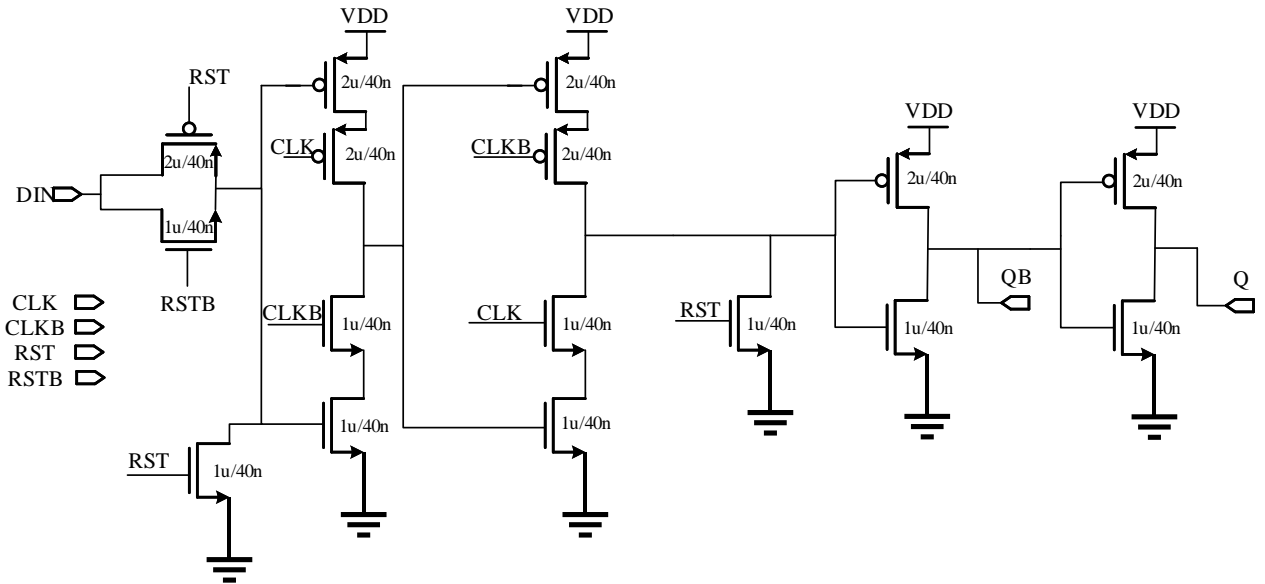 VDD
VDD
RST
2u/40n
2u/40n
VDD
VDD
CLK
2u/40n
CLKB
2u/40n
2u/40n
2u/40n
2u/40n
DIN
1u/40n
RSTB
QB
Q
CLK
CLKB
1u/40n
CLK
1u/40n
RST
1u/40n
1u/40n
1u/40n
CLKB
RST
RSTB
1u/40n
1u/40n
RST
1u/40n